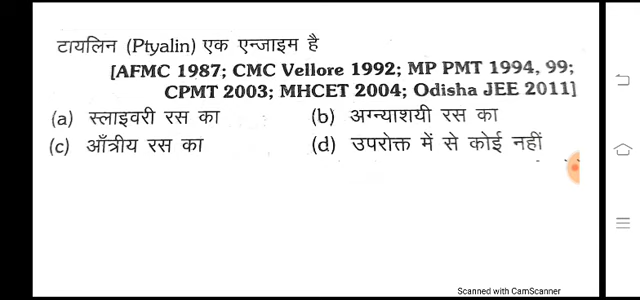 टायलिन (Ptyalin) एक एन्जाइम है
[AFMC 1987; CMC Vellore 1992; MP PMT 1994, 99;
CPMT 2003; MHCET 2004; Odisha JEE 2011]
(a) स्लाइवरी रस का (b) अग्न्याशयी रस का
(c) आँत्रीय रस का (d) उपरोक्त में से कोई नहीं
Scanned with CamScanner